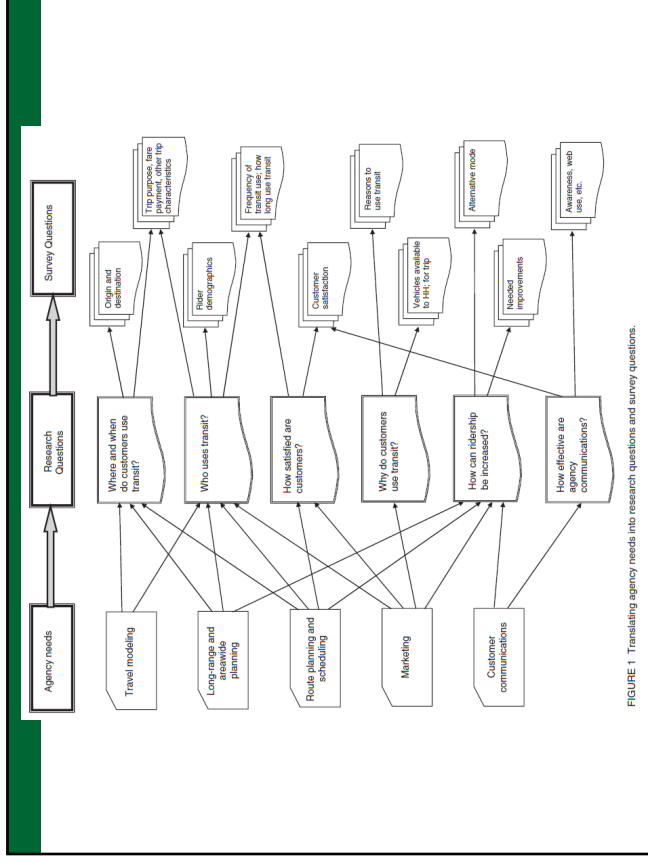 Agency needs
Research
Questions
Survey Questions
Travel modeling
Long-range and
areawide
planning
Route planning and
scheduling
Marketing
Customer
communications
Where and when
do customers use
transit?
Who uses transit?
How satisfied are
customers?
Why do customers
use transit?
How can ridership
be increased?
How effective are
agency
communications?
Origin and
destination
Trip purpose, fare
payment, other trip
characteristics
Rider
demographics
Frequency of
transit use; how
long use transit
Customer
satisfaction
Reasons to
use transit
Vehicles available
to HH; for trip
Alternative mode
Needed
improvements
Awareness, web
use, etc.
FIGURE 1 Translating agency needs into research questions and survey questions.